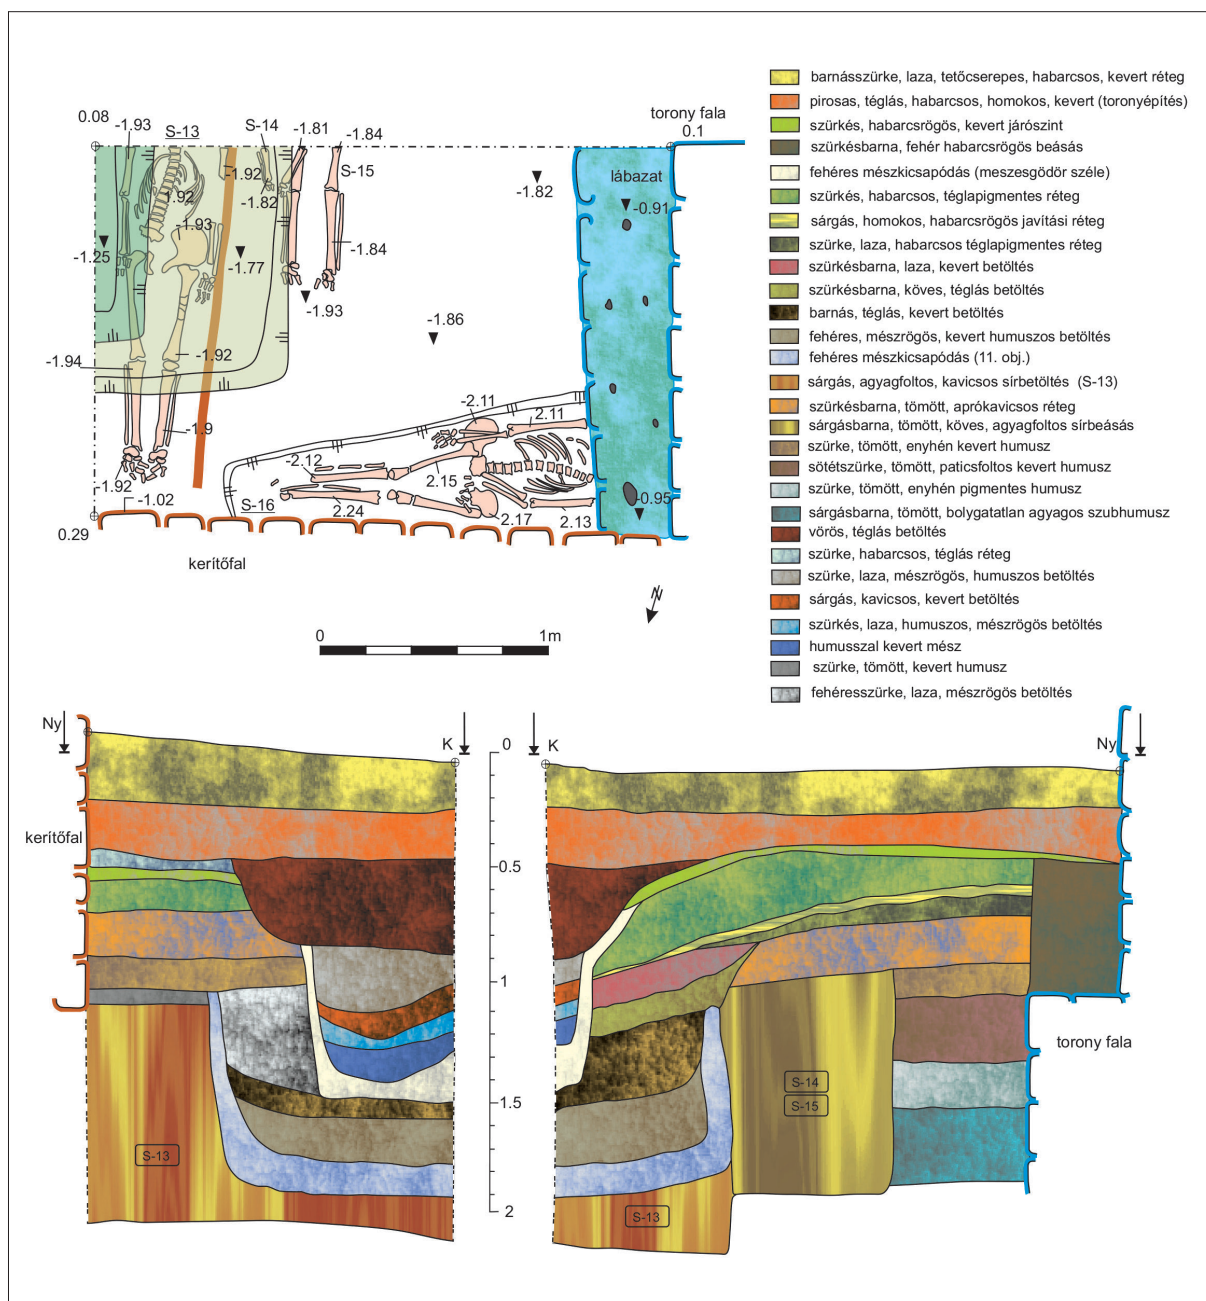 0.08
-1.93
S-13
S-14
-1.81
-1.84
torony fala
0.1
S-15
-1.92
-1.92
-1.82
-1.82
lábazat
-0.91
-1.93
-1.84
-1.25
-1.77
-1.93
-1.86
-1.94
-1.92
-2.11
2.11
-1.9
-2.12
2.15
-1.92
-1.02
S-16
2.24
2.17
2.13
-0.95
0.29
kerítőfal
N
0
1m
barnásszürke, laza, tetőcserepes, habarcsos, kevert réteg
pirosas, téglás, habarcsos, homokos, kevert (toronyépítés)
szürkés, habarcsrögös, kevert járószint
szürkésbarna, fehér habarcsrögös beásás
fehéres mészkicsapódás (meszesgödör széle)
szürkés, habarcsos, téglapigmentes réteg
sárgás, homokos, habarcsrögös javítási réteg
szürke, laza, habarcsos téglapigmentes réteg
szürkésbarna, laza, kevert betöltés
szürkésbarna, köves, téglás betöltés
barnás, téglás, kevert betöltés
fehéres, mészrögös, kevert humuszos betöltés
fehéres mészkicsapódás (11. obj.)
sárgás, agyagfoltos, kavicsos sírbetöltés (S-13)
szürkésbarna, tömött, aprókavicsos réteg
sárgásbarna, tömött, köves, agyagfoltos sírbeásás
szürke, tömött, enyhén kevert humusz
sötétszürke, tömött, paticsfoltos kevert humusz
szürke, tömött, enyhén pigmentes humusz
sárgásbarna, tömött, bolygatatlan agyagos szubhumusz
vörös, téglás betöltés
szürke, habarcsos, téglás réteg
szürke, laza, mészrögös, humuszos betöltés
sárgás, kavicsos, kevert betöltés
szürkés, laza, humuszos, mészrögös betöltés
humusszal kevert mész
szürke, tömött, kevert humusz
fehéresszürke, laza, mészrögös betöltés
Ny
K
0
K
Ny
kerítőfal
0.5
1
1.5
2
torony fala
S-14
S-15
S-13
S-13